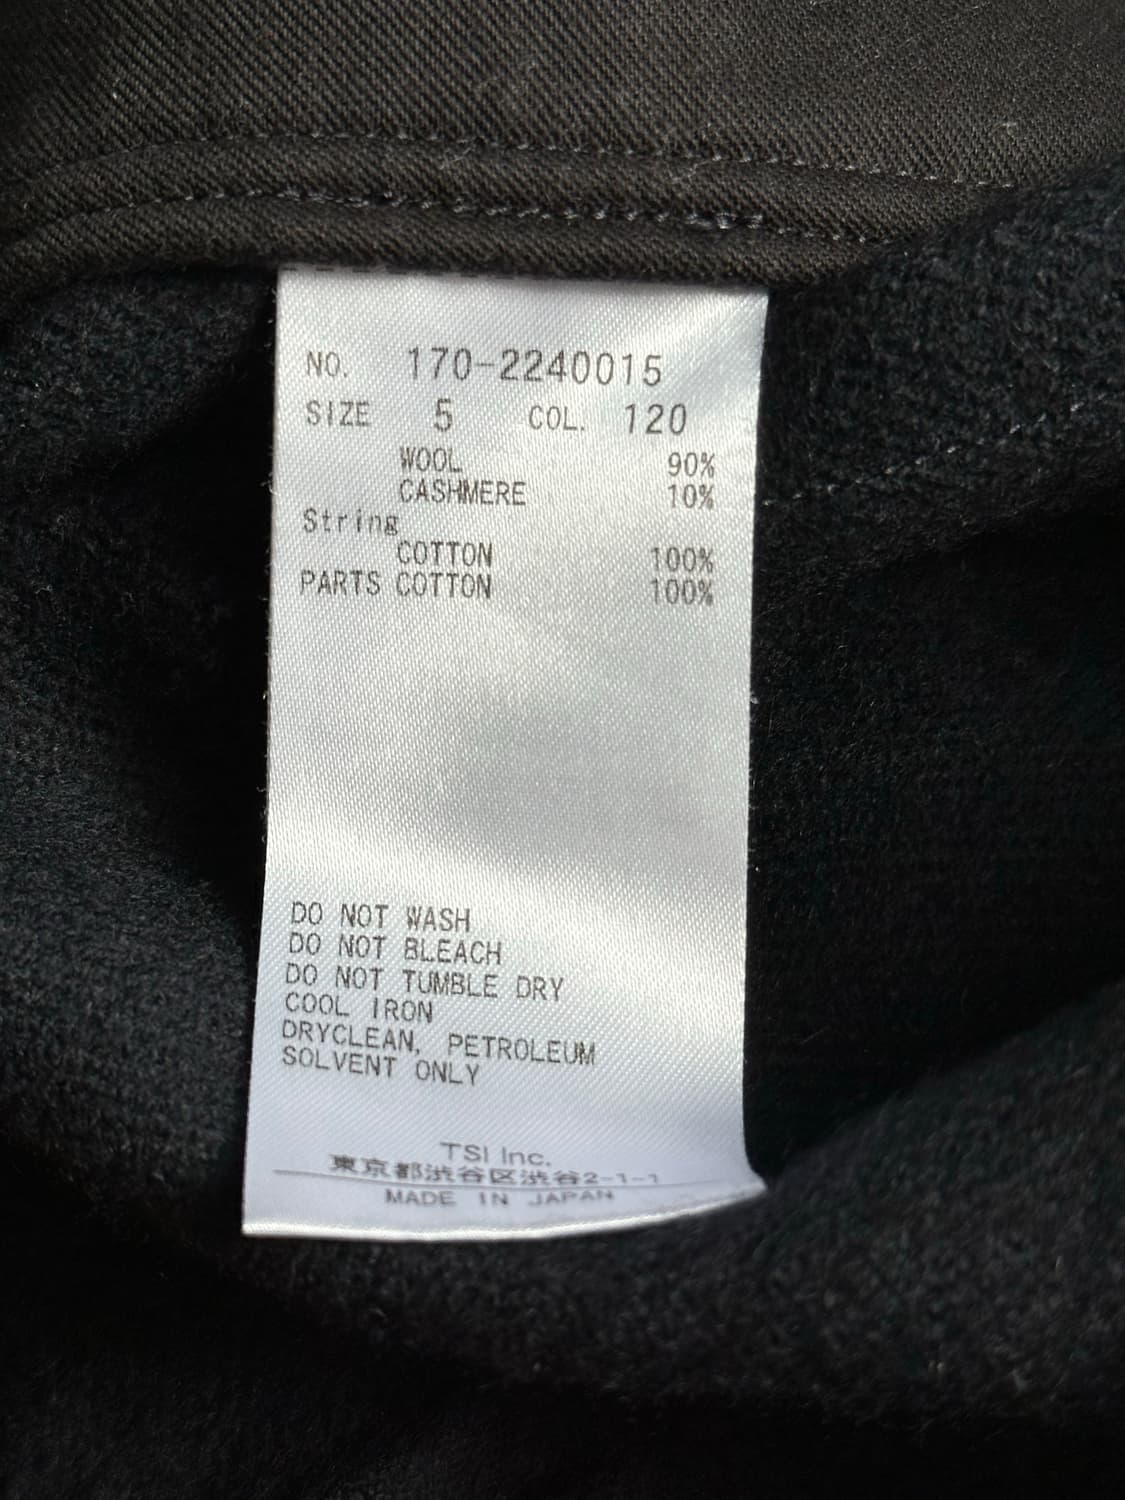 NO. 170-2240015
SIZE 5 COL. 120
WOOL 90%
CASHMERE 10%
String
COTTON 100%
PARTS COTTON 100%
DO NOT WASH
DO NOT BLEACH
DO NOT TUMBLE DRY
COOL IRON
DRYCLEAN, PETROLEUM
SOLVENT ONLY
TSI Inc.
東京都渋谷区渋谷2-1-1
MADE IN JAPAN